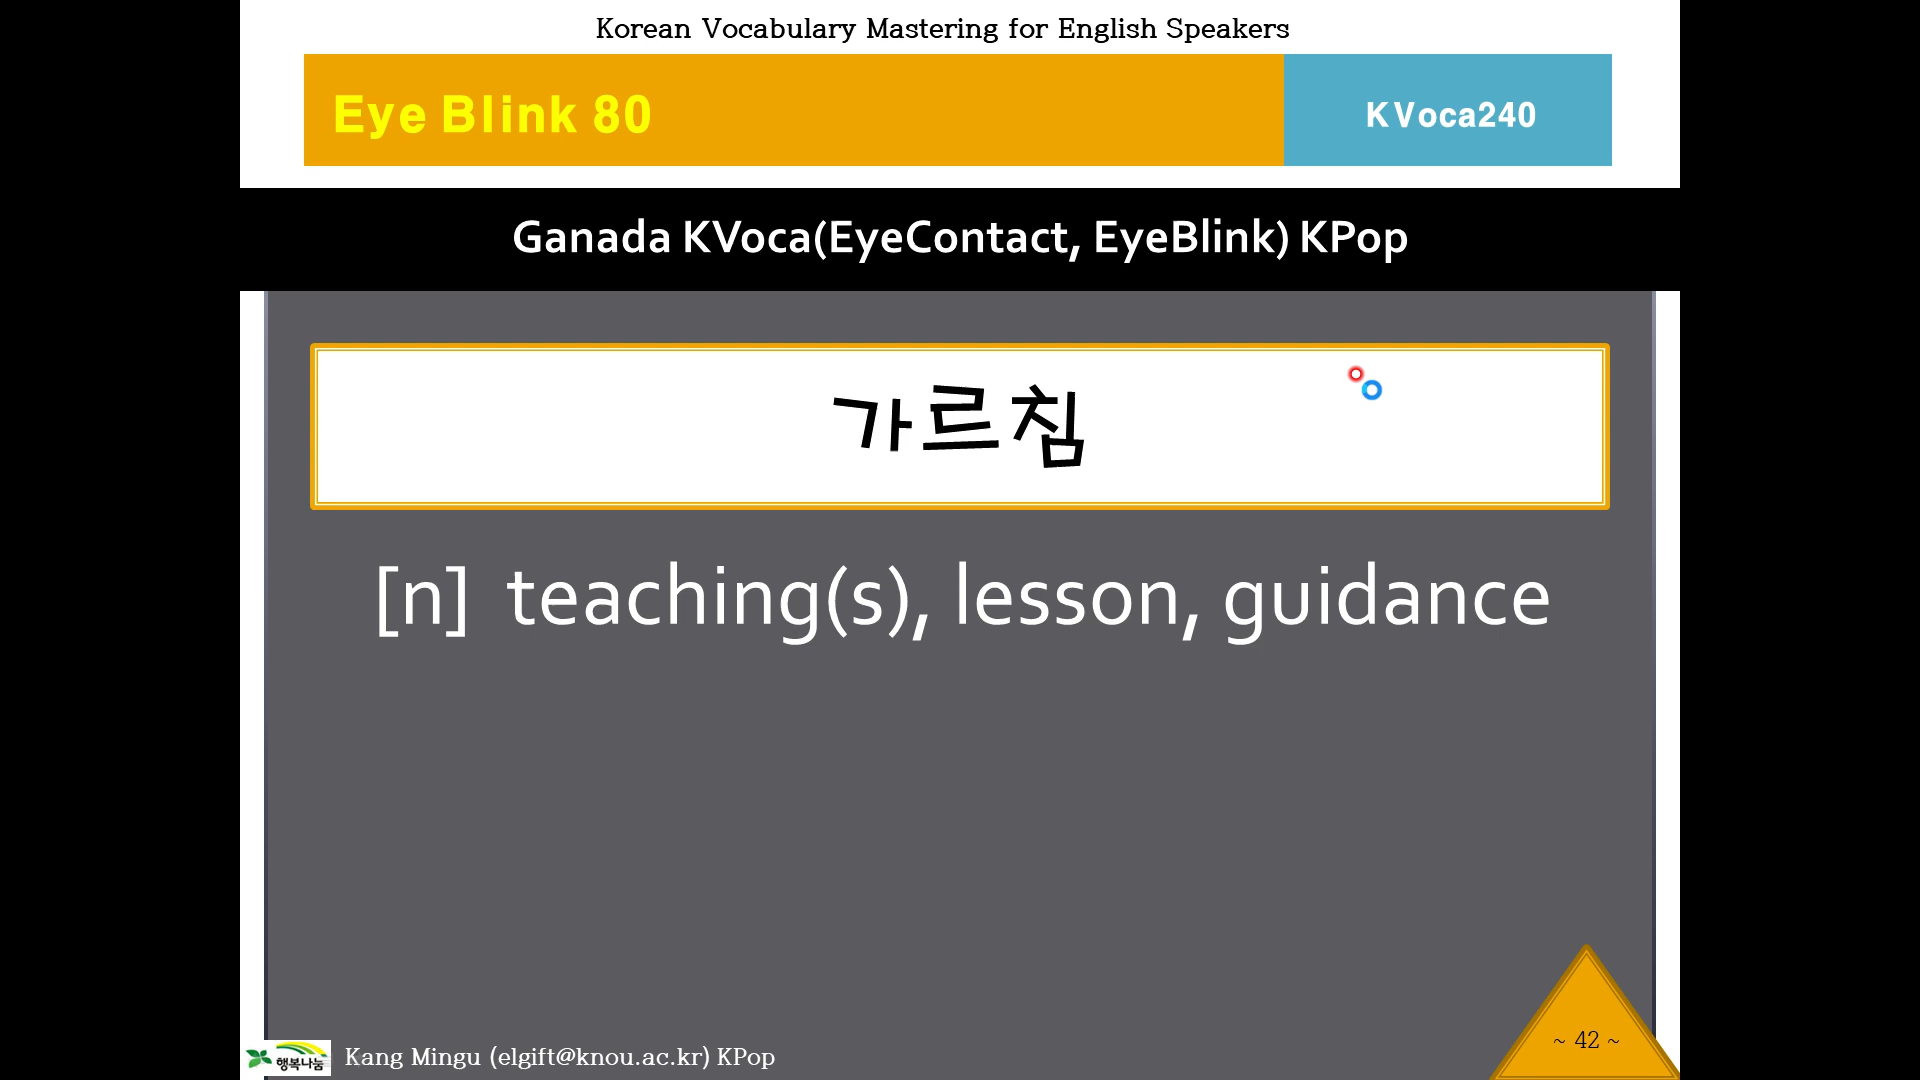 Korean Vocabulary Mastering for English Speakers
Eye Blink 80
KVoca240
Ganada KVoca(EyeContact, EyeBlink) KPop
가르침
[n] teaching(s), lesson, guidance
~ 42 ~
행복나눔
Kang Mingu (elgift@knou.ac.kr) KPop